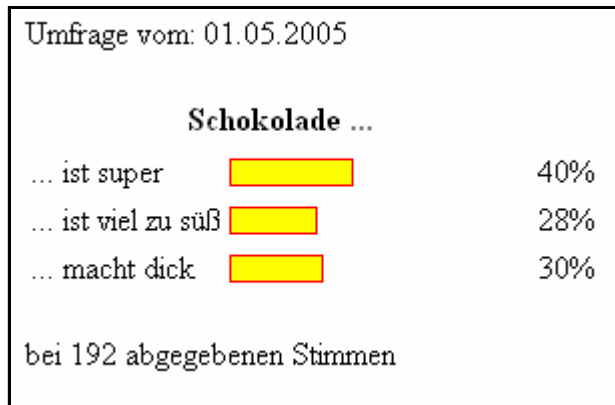 Umfrage vom: 01.05.2005
Schokolade ...
... ist super 40%
... ist viel zu süß 28%
... macht dick 30%
bei 192 abgegebenen Stimmen